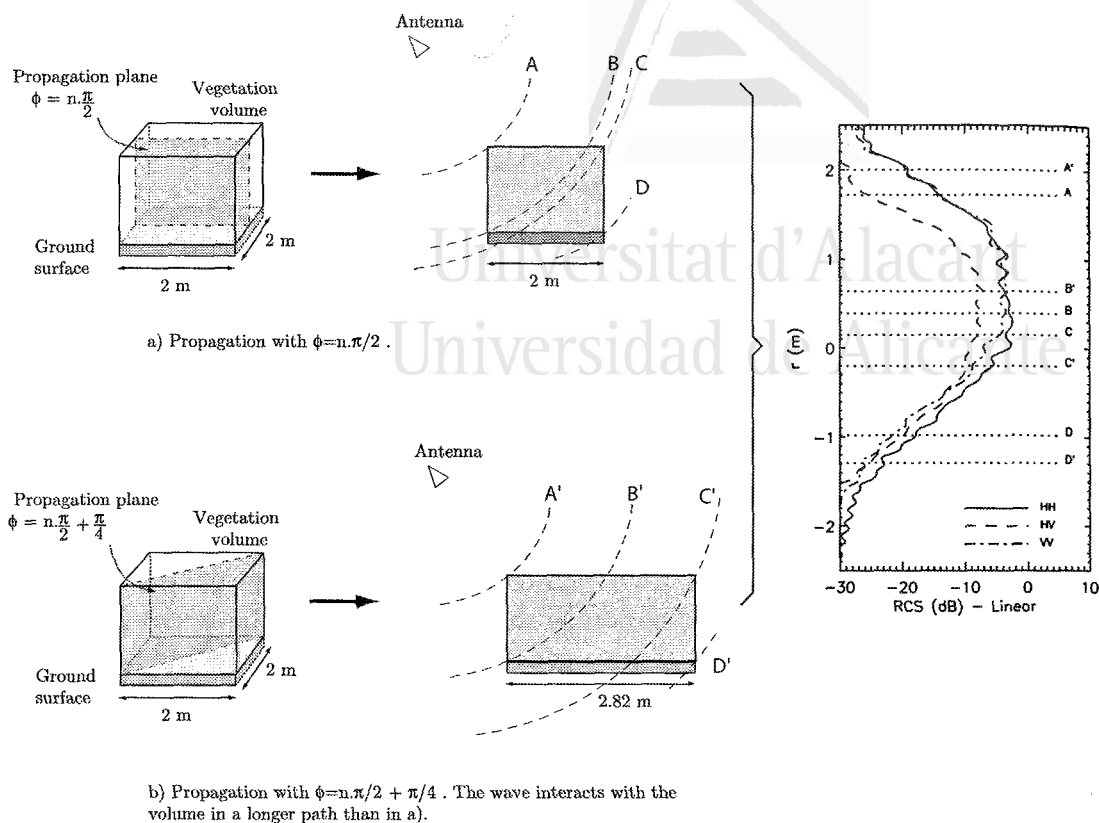 Antenna
Propagation plane
ϕ = n.π/2
Vegetation
volume
A
B
C
D
Ground
surface
2 m
2 m
2 m
a) Propagation with ϕ=n.π/2 .
Universitat d'Alacant
Universidad de Alicante
Antenna
Propagation plane
ϕ = n.π/2 + π/4
Vegetation
volume
A'
B'
C'
D'
Ground
surface
2 m
2 m
2.82 m
b) Propagation with ϕ=n.π/2 + π/4 . The wave interacts with the
volume in a longer path than in a).
r (m)
2
1
0
-1
-2
A'
A
B'
B
C
C'
D
D'
HH
HV
VV
-30
-20
-10
0
10
RCS (dB) - Linear